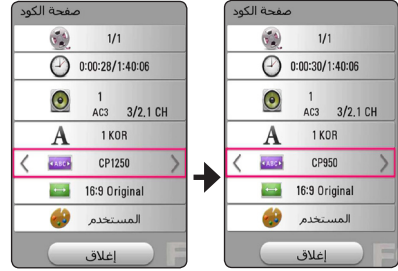 صفحة الكود
1/1
0:00:28/1:40:06
1
AC3 3/2.1 CH
A 1 KOR
ABC CP1250
16:9 Original
المستخدم
إغلاق
صفحة الكود
1/1
0:00:30/1:40:06
1
AC3 3/2.1 CH
A 1 KOR
ABC CP950
16:9 Original
المستخدم
إغلاق